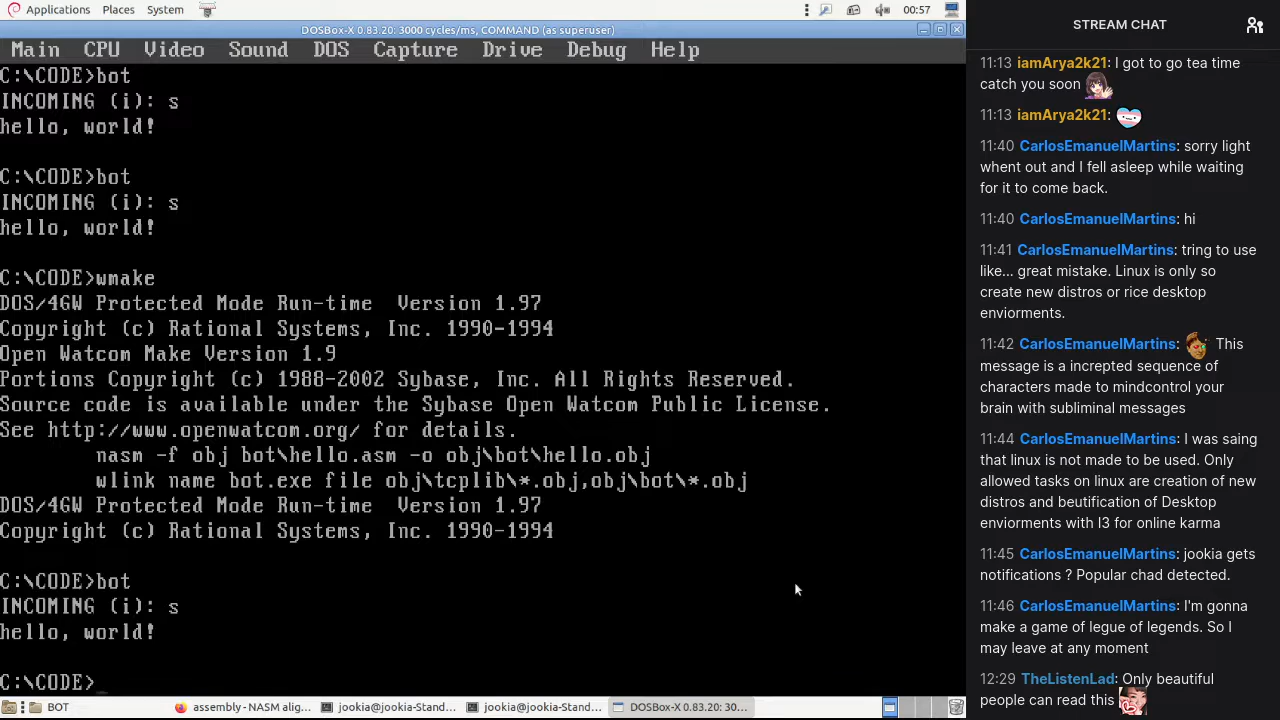 Applications Places System 00:57
DOSBox-X 0.83.20: 3000 cycles/ms, COMMAND (as superuser)
Main CPU Video Sound DOS Capture Drive Debug Help
C:\CODE>bot
INCOMING (i): s
hello, world!
C:\CODE>bot
INCOMING (i): s
hello, world!
C:\CODE>wmake
DOS/4GW Protected Mode Run-time Version 1.97
Copyright (c) Rational Systems, Inc. 1990-1994
Open Watcom Make Version 1.9
Portions Copyright (c) 1988-2002 Sybase, Inc. All Rights Reserved.
Source code is available under the Sybase Open Watcom Public License.
See http://www.openwatcom.org/ for details.
nasm -f obj bot\hello.asm -o obj\bot\hello.obj
wlink name bot.exe file obj\tcplib\*.obj,obj\bot\*.obj
DOS/4GW Protected Mode Run-time Version 1.97
Copyright (c) Rational Systems, Inc. 1990-1994
C:\CODE>bot
INCOMING (i): s
hello, world!
C:\CODE>_
BOT assembly - NASM alig... jookia@jookia-Stand... jookia@jookia-Stand... DOSBox-X 0.83.20: 30...
STREAM CHAT
11:13 iamArya2k21: I got to go tea time
catch you soon
11:13 iamArya2k21:
11:40 CarlosEmanuelMartins: sorry light
whent out and I fell asleep while waiting
for it to come back.
11:40 CarlosEmanuelMartins: hi
11:41 CarlosEmanuelMartins: tring to use
like... great mistake. Linux is only so
create new distros or rice desktop
enviorments.
11:42 CarlosEmanuelMartins: This
message is a increpted sequence of
characters made to mindcontrol your
brain with subliminal messages
11:44 CarlosEmanuelMartins: I was saing
that linux is not made to be used. Only
allowed tasks on linux are creation of new
distros and beutification of Desktop
enviorments with I3 for online karma
11:45 CarlosEmanuelMartins: jookia gets
notifications ? Popular chad detected.
11:46 CarlosEmanuelMartins: I'm gonna
make a game of legue of legends. So I
may leave at any moment
12:29 TheListenLad: Only beautiful
people can read this